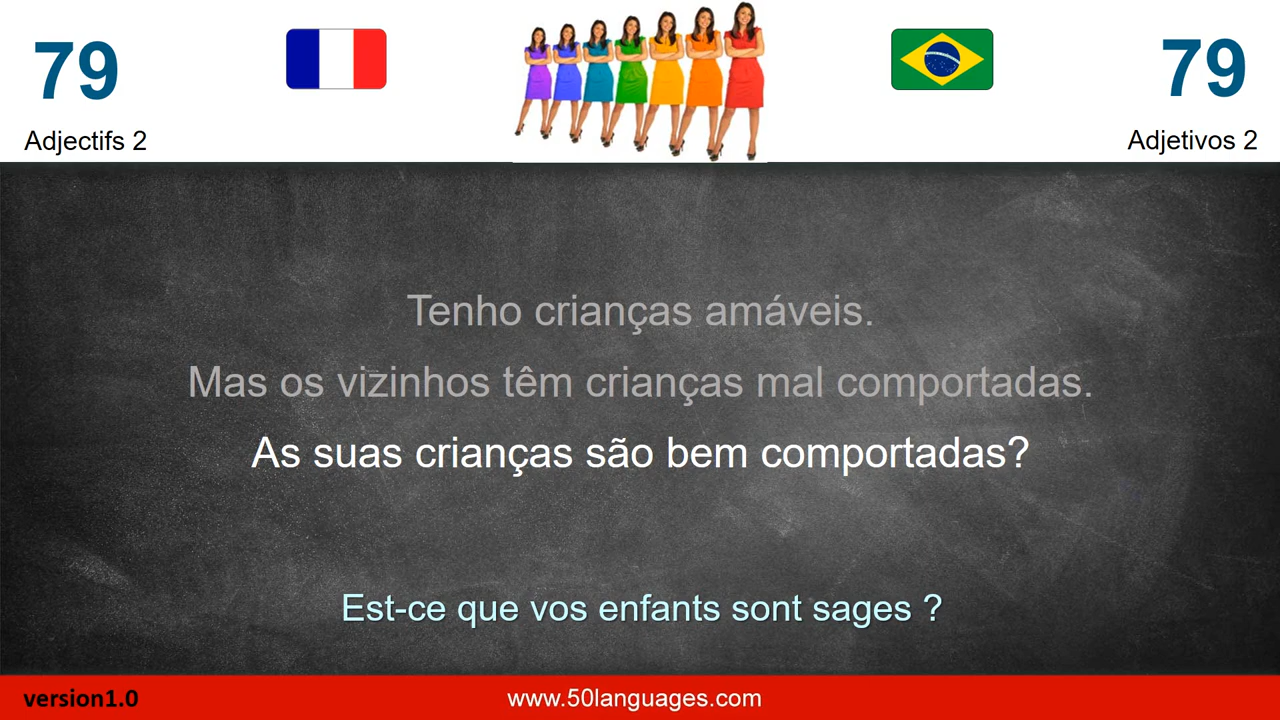 79
79
Adjectifs 2
Adjetivos 2
Tenho crianças amáveis.
Mas os vizinhos têm crianças mal comportadas.
As suas crianças são bem comportadas?
Est-ce que vos enfants sont sages ?
version1.0
www.50languages.com